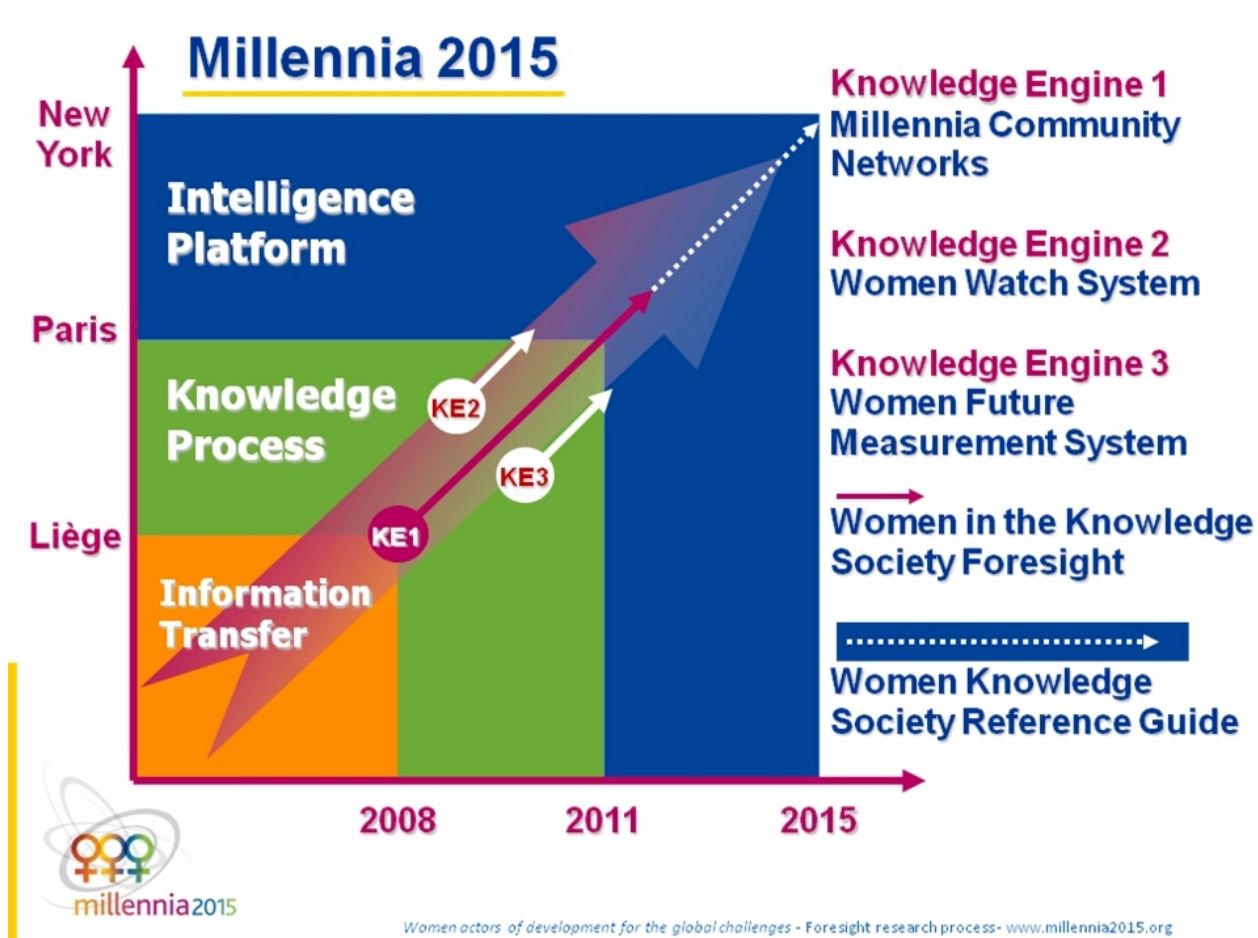 Millennia 2015
New
York
Paris
Liège
Intelligence
Platform
Knowledge
Process
Information
Transfer
KE2
KE3
KE1
2008
2011
2015
Knowledge Engine 1
Millennia Community
Networks
Knowledge Engine 2
Women Watch System
Knowledge Engine 3
Women Future
Measurement System
Women in the Knowledge
Society Foresight
Women Knowledge
Society Reference Guide
millennia2015
Women actors of development for the global challenges - Foresight research process- www.millennia2015.org